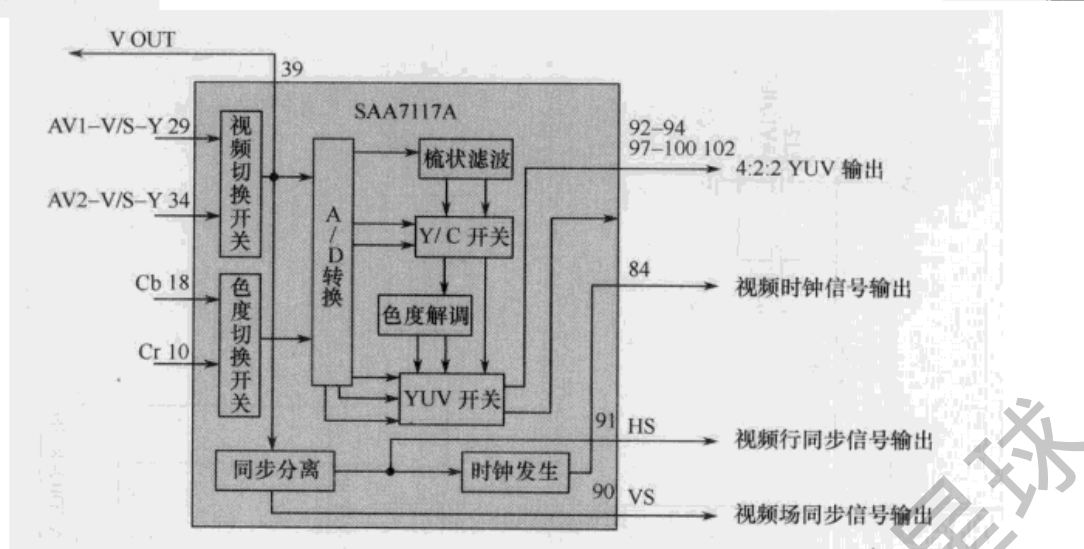 V OUT
39
SAA7117A
AV1-V/S-Y 29
AV2-V/S-Y 34
Cb 18
Cr 10
视频切换开关
色度切换开关
A/D转换
梳状滤波
Y/C 开关
色度解调
YUV 开关
同步分离
时钟发生
92-94
97-100 102
4:2:2 YUV 输出
84
视频时钟信号输出
91
HS
视频行同步信号输出
90
VS
视频场同步信号输出
星球